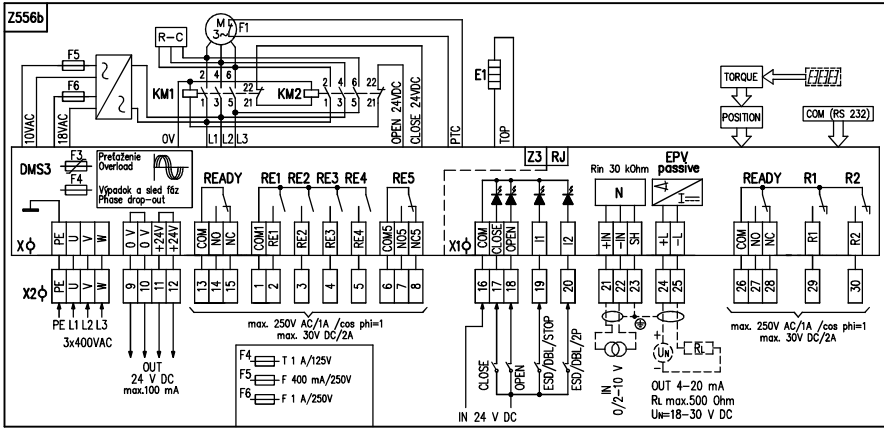 Z556b
R-C
M
3~
F1
F5
F6
KM1
2 4 6
1 3 5
22
21
KM2
2 4 6
1 3 5
22
21
10VAC
18VAC
0V
L1 L2 L3
OPEN 24VDC
CLOSE 24VDC
PTC
E1
TOP
TORQUE
POSITION
COM (RS 232)
DMS3
F3
F4
Preťaženie
Overload
Výpadok a sled fáz
Phase drop-out
READY
RE1 RE2 RE3 RE4
RE5
Z3 RJ
Rin 30 kOhm
N
EPV
passive
READY
R1
R2
X
PE U V W
0 V
0 V
+24V
+24V
COM NO NC
COM1 RE1 RE2 RE3 RE4
COM5 NO5 NC5
X1
COM CLOSE OPEN I1 I2
+IN -IN SH
+L -L
COM NO NC R1 R2
X2
PE U V W
9 10 11 12
13 14 15
1 2 3 4 5
6 7 8
16 17 18 19 20
21 22 23
24 25
26 27 28 29 30
PE L1 L2 L3
3x400VAC
OUT
24 V DC
max.100 mA
max. 250V AC/1A /cos phi=1
max. 30V DC/2A
F4 T 1 A/125V
F5 F 400 mA/250V
F6 F 1 A/250V
CLOSE
OPEN
ESD/DBL/STOP
ESD/DBL/2P
IN 24 V DC
IN
0/2-10 V
+
UN
-
RL
OUT 4-20 mA
RL max.500 Ohm
UN=18-30 V DC
max. 250V AC/1A /cos phi=1
max. 30V DC/2A